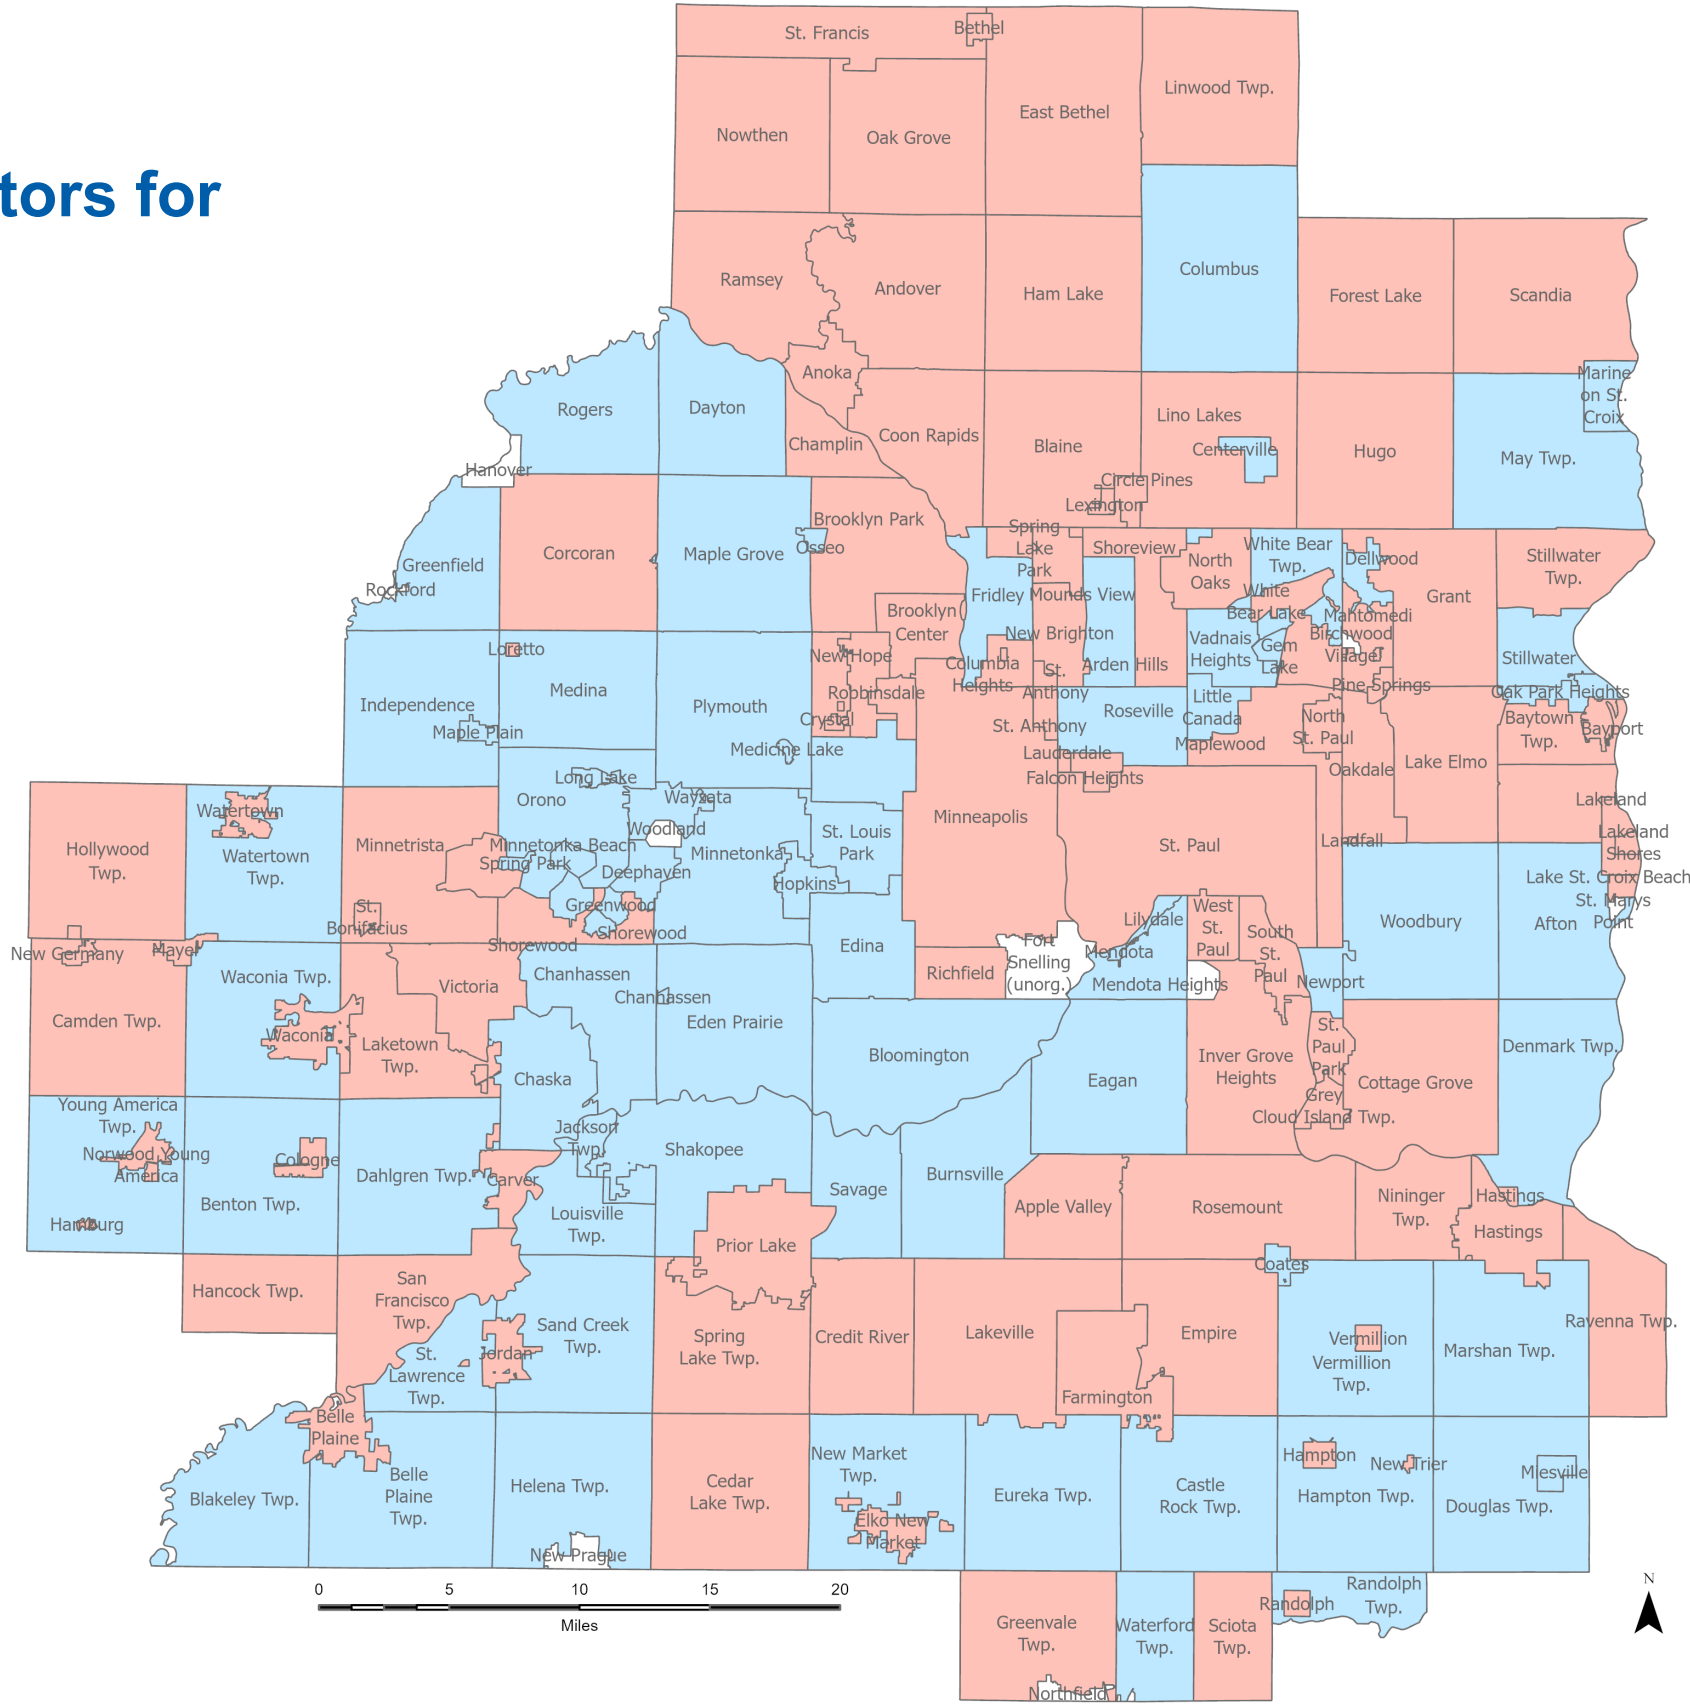 tors for
St. Francis
Bethel
Linwood Twp.
East Bethel
Nowthen
Oak Grove
Columbus
Ramsey
Andover
Ham Lake
Forest Lake
Scandia
Anoka
Marine
on St.
Croix
Rogers
Dayton
Champlin
Coon Rapids
Blaine
Lino Lakes
Centerville
Hugo
May Twp.
Hanover
Circle Pines
Lexington
Brooklyn Park
Osseo
Spring
Lake
Park
Shoreview
North
Oaks
White Bear
Twp.
Dellwood
Stillwater
Twp.
Corcoran
Maple Grove
Greenfield
Rockford
Fridley
Mounds View
White
Bear Lake
Mahtomedi
Grant
Brooklyn
Center
New Brighton
Birchwood
Village
Loretto
New Hope
Columbia
Heights
St.
Anthony
Arden Hills
Vadnais
Heights
Gem
Lake
Stillwater
Independence
Medina
Plymouth
Robbinsdale
Crystal
Pine Springs
Oak Park Heights
Maple Plain
Medicine Lake
St. Anthony
Roseville
Little
Canada
North
St. Paul
Baytown
Twp.
Bayport
Maplewood
Lauderdale
Falcon Heights
Oakdale
Lake Elmo
Long Lake
Orono
Wayzata
Woodland
Minneapolis
St. Paul
Landfall
Lakeland
Lakeland
Shores
Lake St. Croix Beach
St. Marys
Point
Watertown
Hollywood
Twp.
Watertown
Twp.
Minnetrista
Minnetonka Beach
Spring Park
Deephaven
Minnetonka
St. Louis
Park
Hopkins
Greenwood
Shorewood
Shorewood
St.
Bonifacius
Edina
Lilydale
West
St.
Paul
South
St.
Paul
Woodbury
Afton
New Germany
Mayer
Waconia Twp.
Victoria
Chanhassen
Chanhassen
Eden Prairie
Richfield
Fort
Snelling
(unorg.)
Mendota
Mendota Heights
Newport
Camden Twp.
Waconia
Laketown
Twp.
Chaska
Bloomington
Eagan
Inver Grove
Heights
St.
Paul
Park
Grey
Cloud Island Twp.
Cottage Grove
Denmark Twp.
Young America
Twp.
Norwood Young
America
Cologne
Benton Twp.
Hamburg
Dahlgren Twp.
Carver
Jackson
Twp.
Louisville
Twp.
Shakopee
Savage
Burnsville
Apple Valley
Rosemount
Nininger
Twp.
Hastings
Hastings
Prior Lake
Coates
Hancock Twp.
San
Francisco
Twp.
Sand Creek
Twp.
Jordan
St.
Lawrence
Twp.
Spring
Lake Twp.
Credit River
Lakeville
Farmington
Empire
Vermillion
Vermillion
Twp.
Marshan Twp.
Ravenna Twp.
Belle
Plaine
Belle
Plaine
Twp.
Blakeley Twp.
Helena Twp.
New Prague
Cedar
Lake Twp.
New Market
Twp.
Elko New
Market
Eureka Twp.
Castle
Rock Twp.
Hampton
New Trier
Hampton Twp.
Miesville
Douglas Twp.
0 5 10 15 20
Miles
Greenvale
Twp.
Northfield
Waterford
Twp.
Sciota
Twp.
Randolph
Randolph
Twp.
N